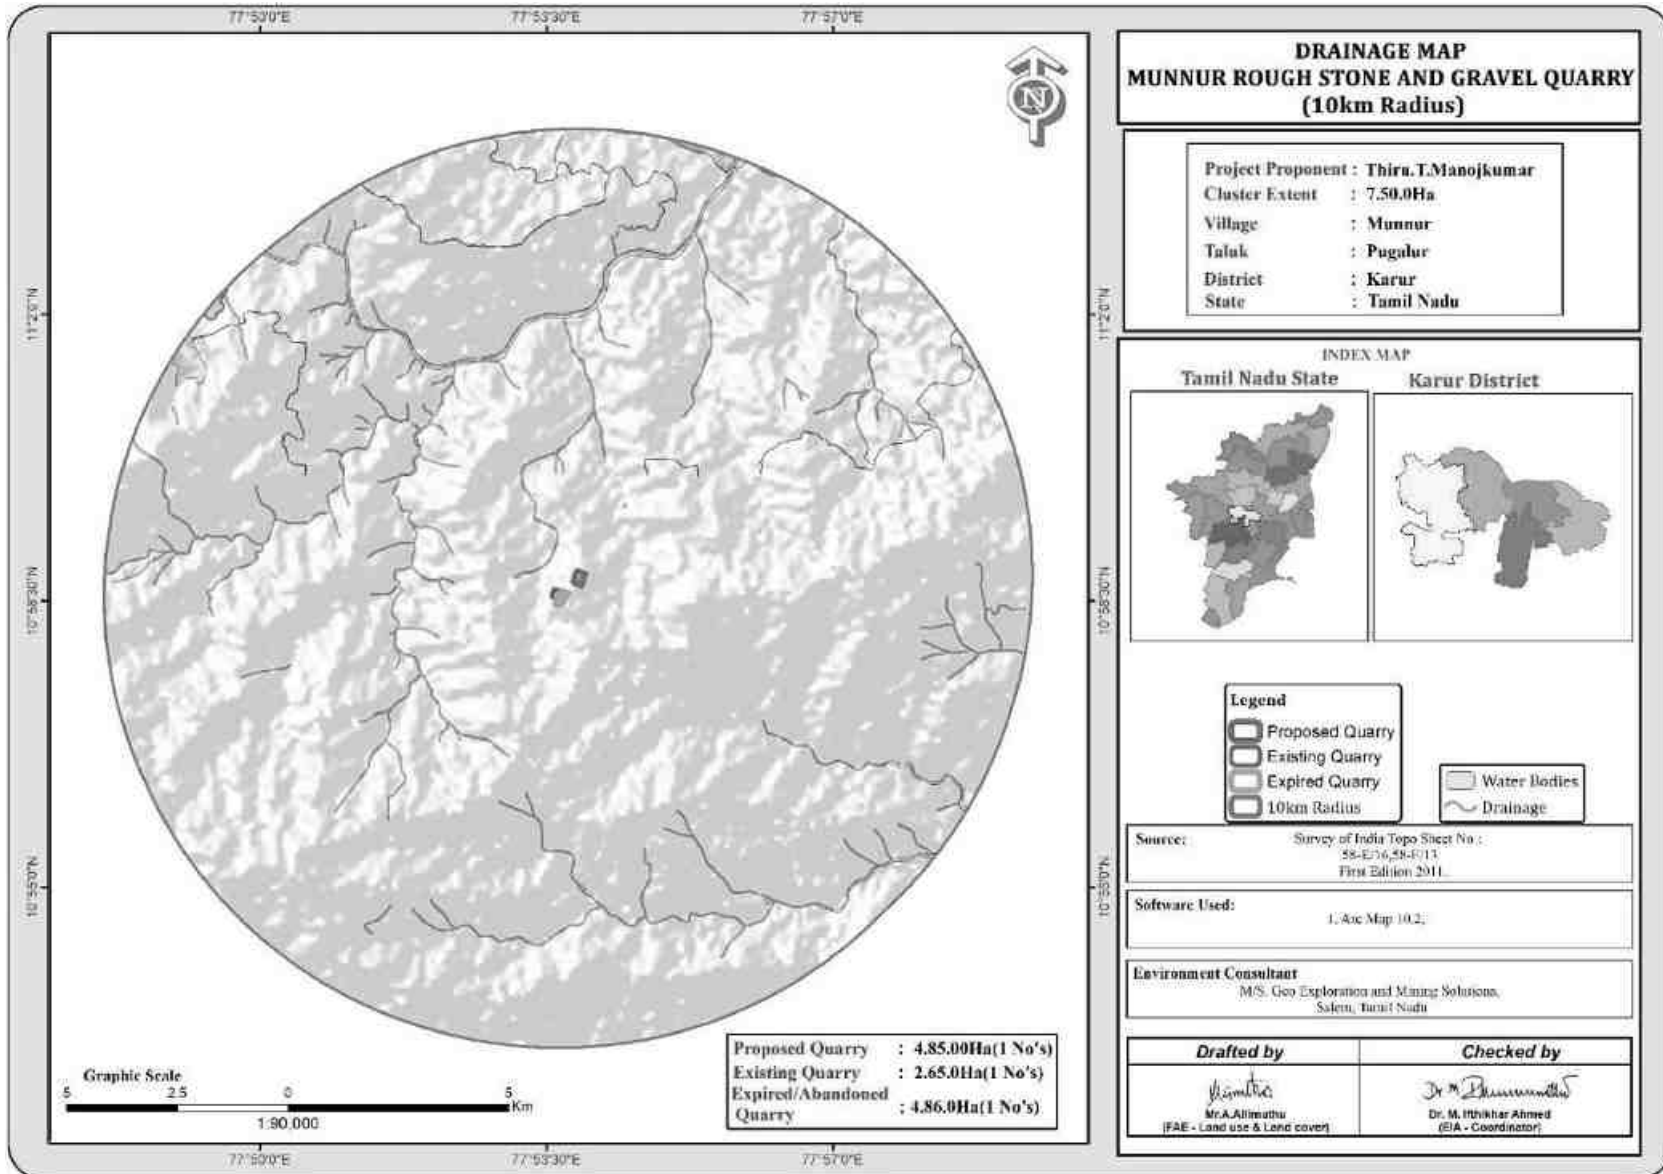 77°50'0"E 77°53'30"E 77°57'0"E
N
11°2'0"N 11°2'0"N
10°58'30"N 10°58'30"N
10°55'0"N 10°55'0"N
77°50'0"E 77°53'30"E 77°57'0"E
Graphic Scale
5 2.5 0 5
Km
1:90,000
Proposed Quarry : 4.85.00Ha(1 No's)
Existing Quarry : 2.65.0Ha(1 No's)
Expired/Abandoned
Quarry : 4.86.0Ha(1 No's)
DRAINAGE MAP
MUNNUR ROUGH STONE AND GRAVEL QUARRY
(10km Radius)
Project Proponent : Thiru.T.Manojkumar
Cluster Extent : 7.50.0Ha
Village : Munnur
Taluk : Pugalur
District : Karur
State : Tamil Nadu
INDEX MAP
Tamil Nadu State Karur District
Legend
Proposed Quarry
Existing Quarry
Expired Quarry
10km Radius
Water Bodies
Drainage
Source: Survey of India Topo Sheet No :
58-E/16,58-F/13
First Edition 2011.
Software Used:
1. Arc Map 10.2,
Environment Consultant
M/S. Geo Exploration and Mining Solutions,
Salem, Tamil Nadu
Drafted by Checked by
Mr.A.Allimuthu Dr. M. Ifthikhar Ahmed
(FAE - Land use & Land cover) (EIA - Coordinator)